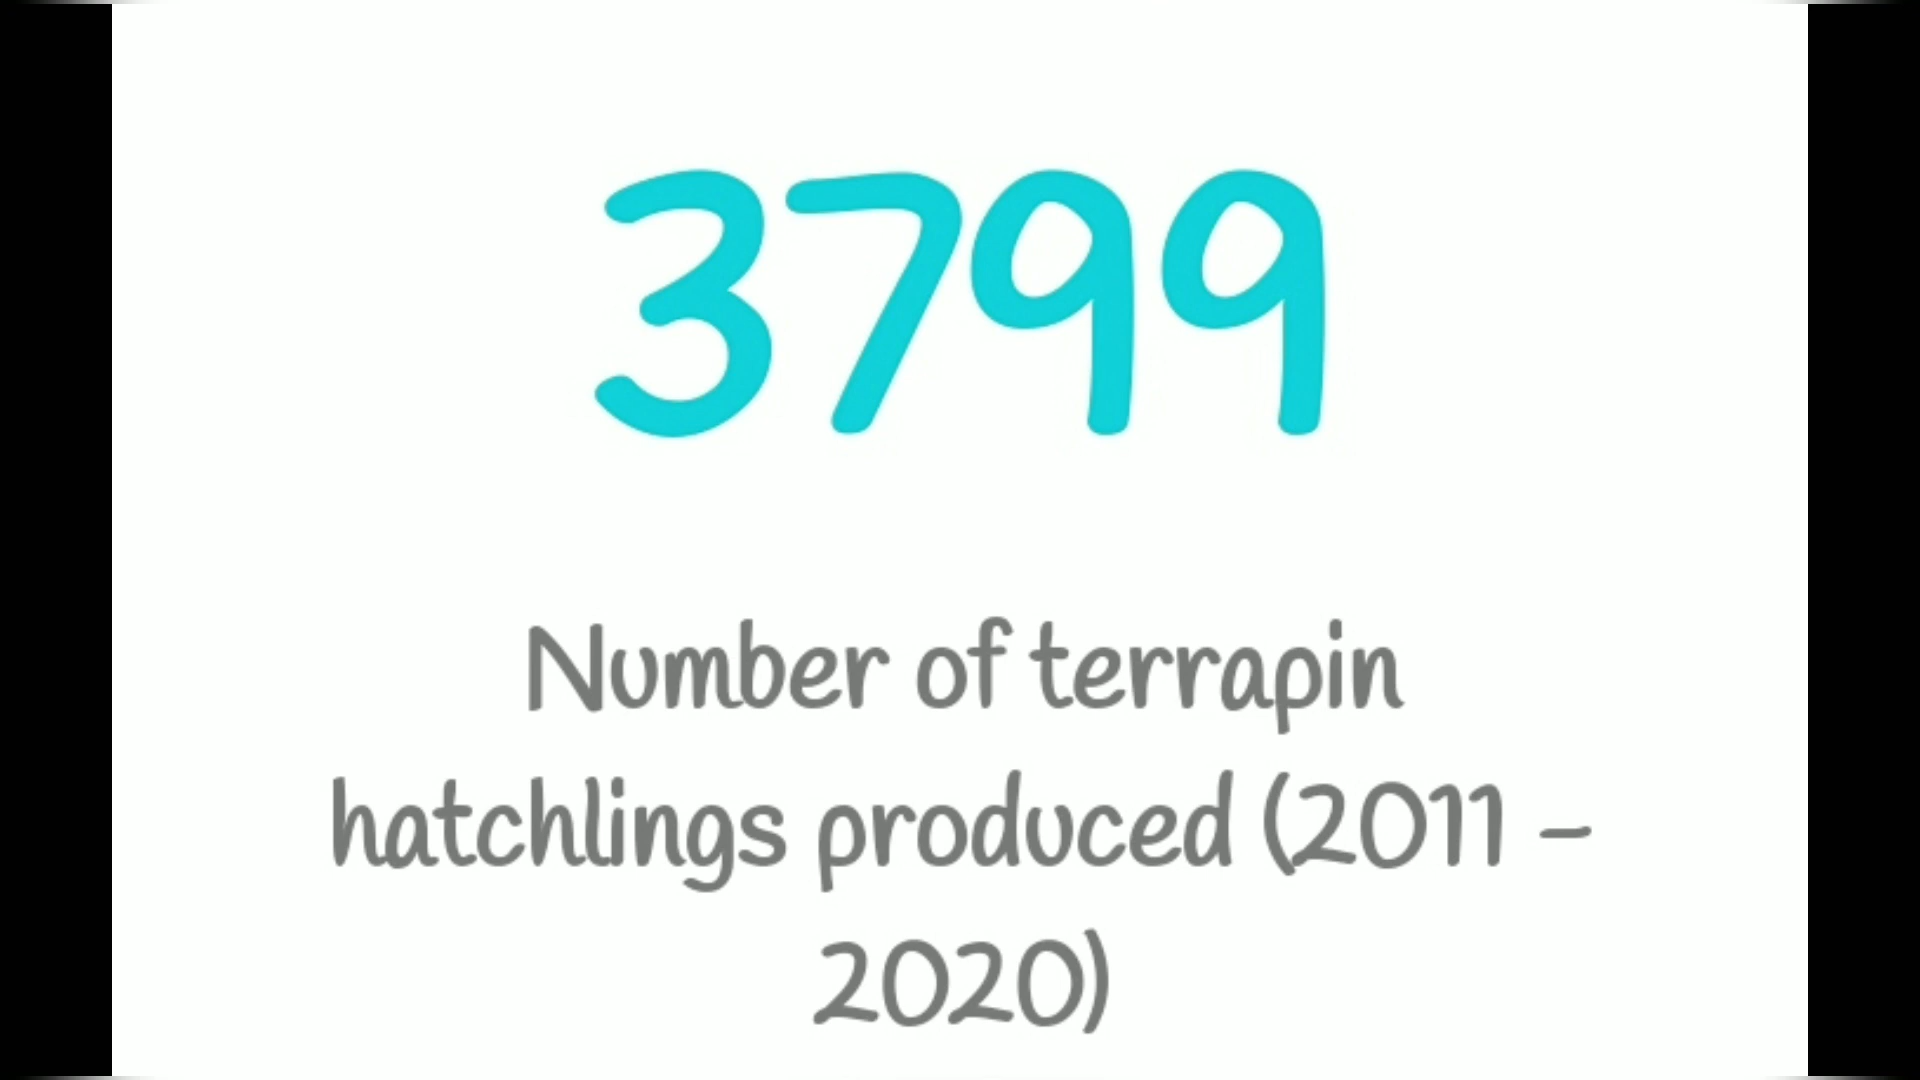 3799
Number of terrapin
hatchlings produced (2011 –
2020)